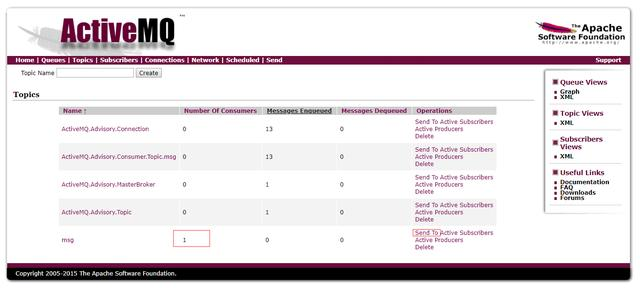 ActiveMQ ™
The Apache
Software Foundation
http://www.apache.org/
Home | Queues | Topics | Subscribers | Connections | Network | Scheduled | Send Support
Topic Name Create
Topics
Name ↑ Number Of Consumers Messages Enqueued Messages Dequeued Operations
ActiveMQ.Advisory.Connection 0 13 0 Send To Active Subscribers
Active Producers
Delete
ActiveMQ.Advisory.Consumer.Topic.msg 0 13 0 Send To Active Subscribers
Active Producers
Delete
ActiveMQ.Advisory.MasterBroker 0 1 0 Send To Active Subscribers
Active Producers
Delete
ActiveMQ.Advisory.Topic 0 1 0 Send To Active Subscribers
Active Producers
Delete
msg 1 0 0 Send To Active Subscribers
Active Producers
Delete
Queue Views
Graph
XML
Topic Views
XML
Subscribers
Views
XML
Useful Links
Documentation
FAQ
Downloads
Forums
Copyright 2005-2015 The Apache Software Foundation.